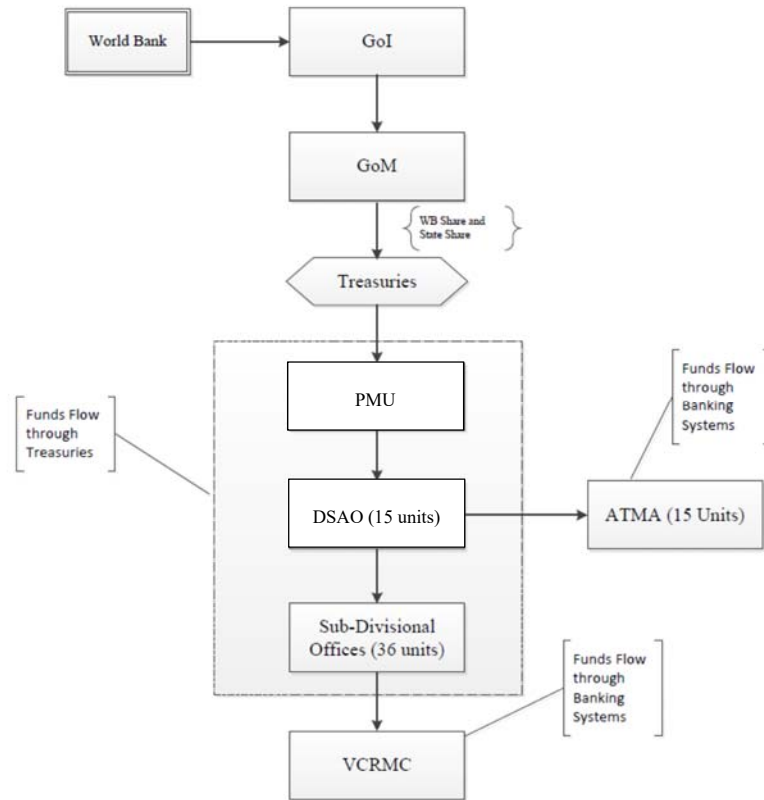 World Bank
GoI
GoM
WB Share and
State Share
Treasuries
PMU
Funds Flow
through
Banking
Systems
Funds Flow
through
Treasuries
DSAO (15 units)
ATMA (15 Units)
Sub-Divisional
Offices (36 units)
Funds Flow
through
Banking
Systems
VCRMC